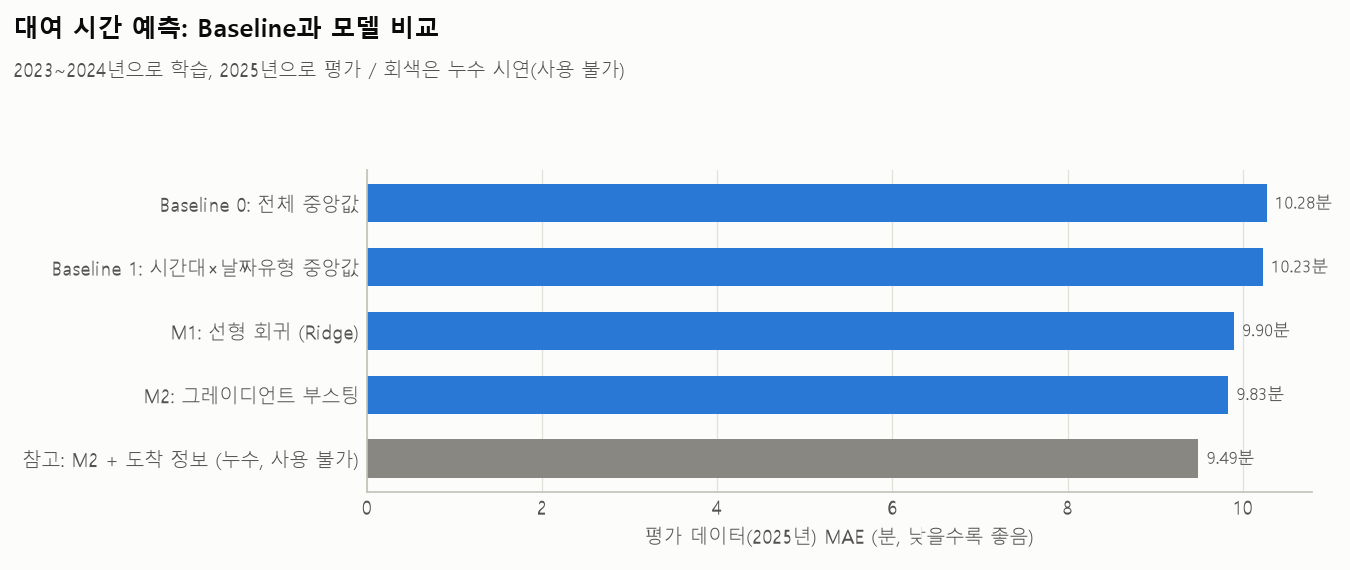 대여 시간 예측: Baseline과 모델 비교
2023~2024년으로 학습, 2025년으로 평가 / 회색은 누수 시연(사용 불가)
Baseline 0: 전체 중앙값 10.28분
Baseline 1: 시간대×날짜유형 중앙값 10.23분
M1: 선형 회귀 (Ridge) 9.90분
M2: 그레이디언트 부스팅 9.83분
참고: M2 + 도착 정보 (누수, 사용 불가) 9.49분
0 2 4 6 8 10
평가 데이터(2025년) MAE (분, 낮을수록 좋음)